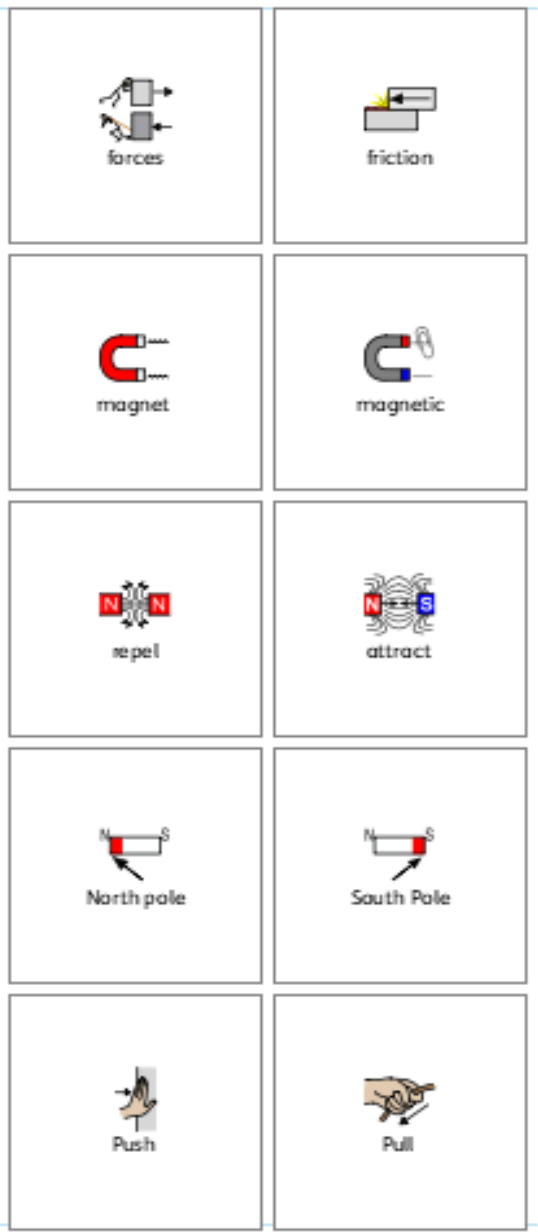 forces
friction
magnet
magnetic
N N
repel
N S
attract
N S
North pole
N S
South Pole
Push
Pull